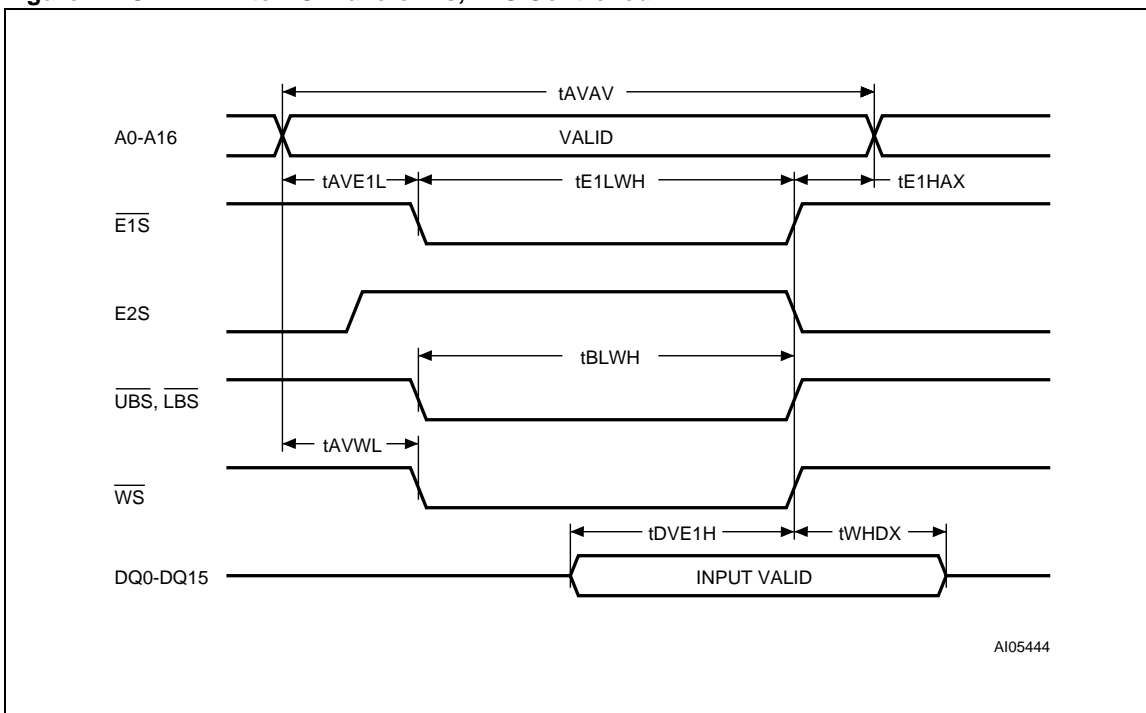 tAVAV
A0-A16 VALID
tAVE1L tE1LWH tE1HAX
E1S
E2S
tBLWH
UBS, LBS
tAVWL
WS
tDVE1H tWHDX
DQ0-DQ15 INPUT VALID
AI05444